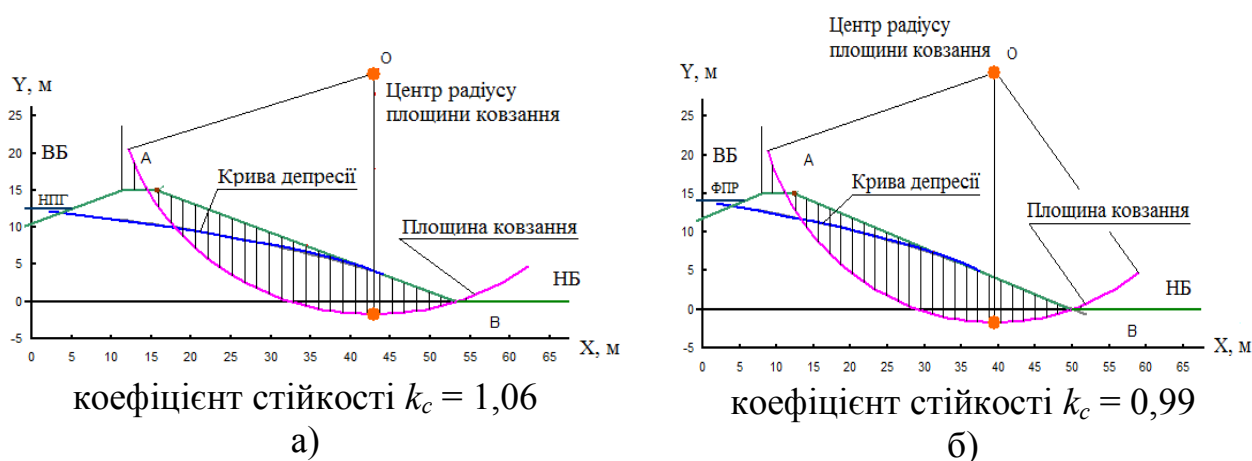 Y, м
О
Центр радіусу
площини ковзання
25
20
15
10
5
0
-5
ВБ
А
НПГ
Крива депресії
Площина ковзання
НБ
В
0 5 10 15 20 25 30 35 40 45 50 55 60 65
X, м
коефіцієнт стійкості kс = 1,06
а)
Центр радіусу
площини ковзання
О
Y, м
25
20
15
10
5
0
-5
ВБ
А
ФПР
Крива депресії
Площина ковзання
НБ
В
0 5 10 15 20 25 30 35 40 45 50 55 60 65
X, м
коефіцієнт стійкості kс = 0,99
б)